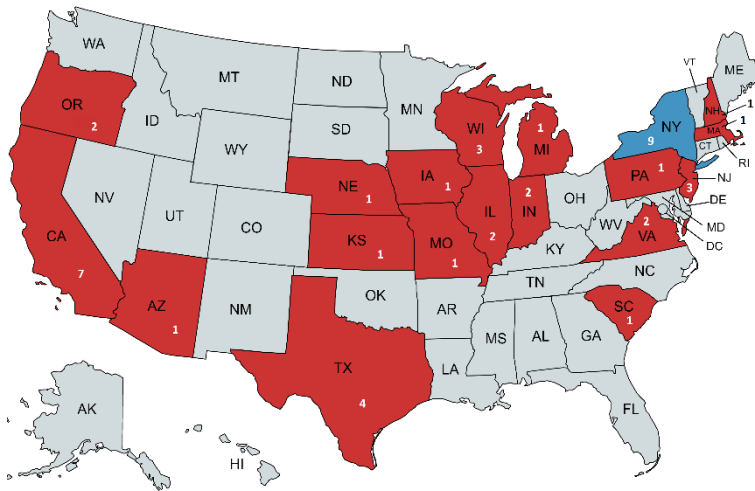 WA
MT
ND
MN
VT
ME
OR
2
ID
SD
WI
3
1
MI
NY
9
NH
1
MA
1
CT
RI
WY
NE
1
IA
1
PA
1
NJ
3
NV
UT
CO
IL
2
2
IN
OH
DE
MD
DC
CA
7
KS
1
MO
1
WV
VA
2
KY
AZ
1
NM
OK
AR
TN
NC
SC
1
TX
4
MS
AL
GA
LA
FL
AK
HI